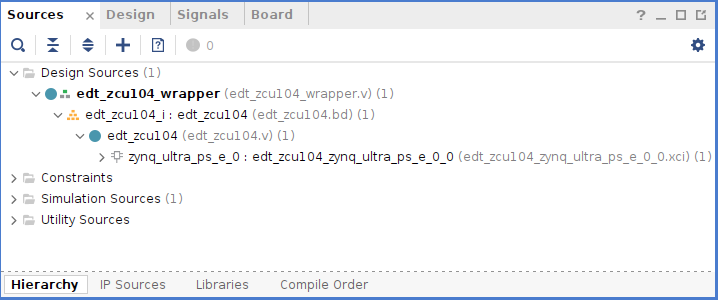 Sources × Design Signals Board ? _
0
Design Sources (1)
edt_zcu104_wrapper (edt_zcu104_wrapper.v) (1)
edt_zcu104_i : edt_zcu104 (edt_zcu104.bd) (1)
edt_zcu104 (edt_zcu104.v) (1)
zynq_ultra_ps_e_0 : edt_zcu104_zynq_ultra_ps_e_0_0 (edt_zcu104_zynq_ultra_ps_e_0_0.xci) (1)
Constraints
Simulation Sources (1)
Utility Sources
Hierarchy IP Sources Libraries Compile Order